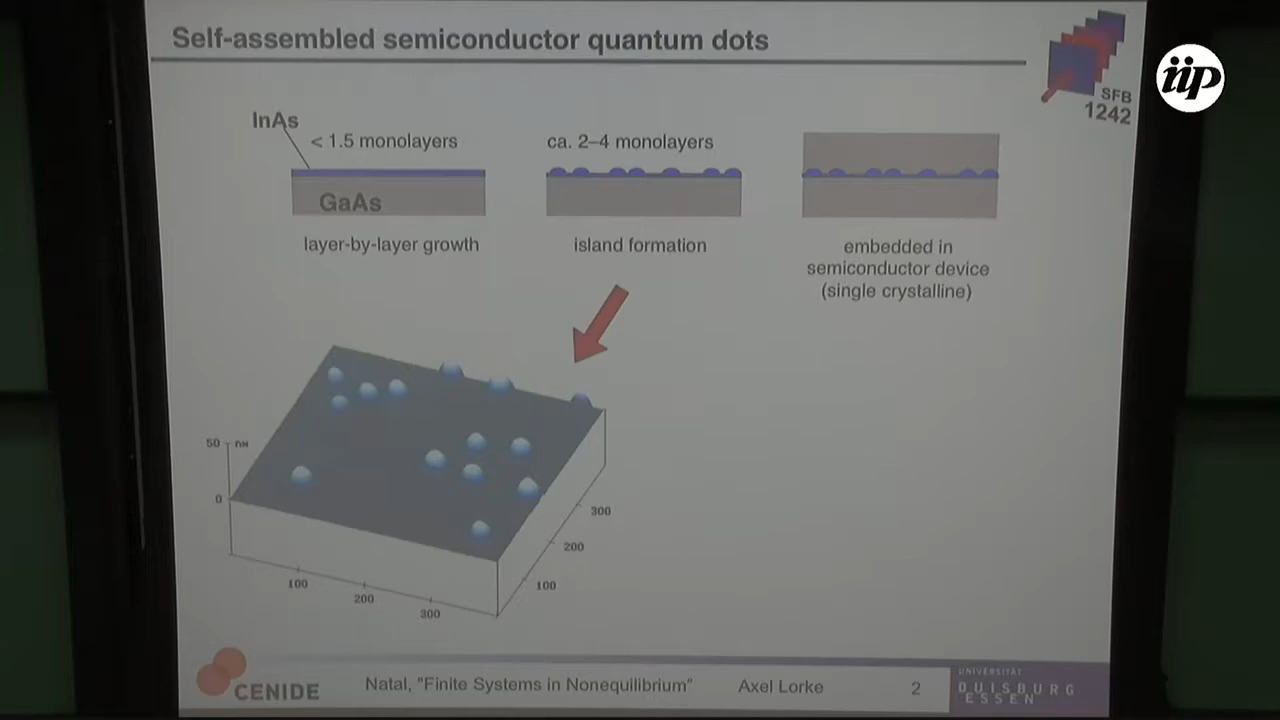 Self-assembled semiconductor quantum dots
iip
SFB
1242
InAs
< 1.5 monolayers
ca. 2–4 monolayers
GaAs
layer-by-layer growth
island formation
embedded in
semiconductor device
(single crystalline)
50 nm
0
100
200
300
100
200
300
CENIDE
Natal, "Finite Systems in Nonequilibrium"
Axel Lorke
2
UNIVERSITÄT
DUISBURG
ESSEN